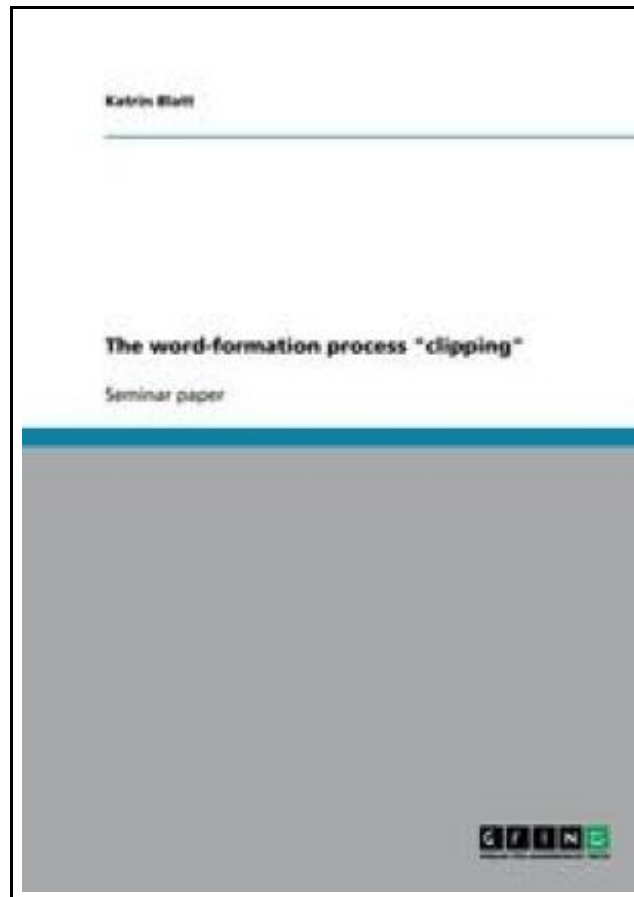 Katrin Blatt
The word-formation process "clipping"
Seminar paper
GRIN